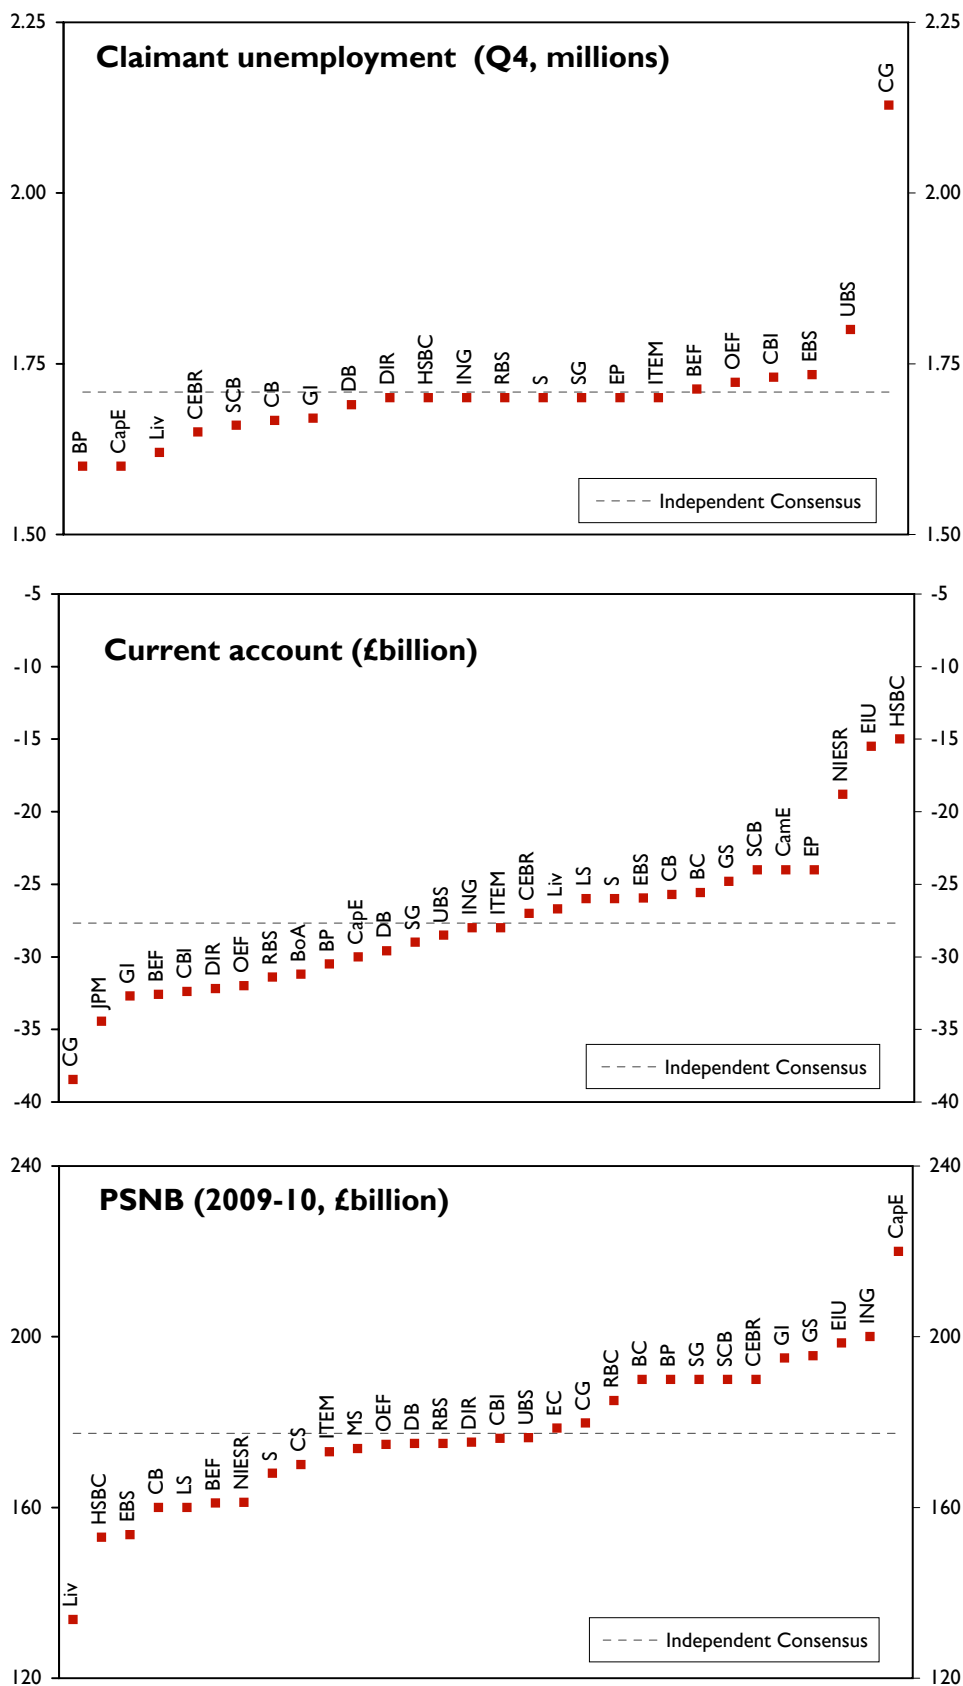 Claimant unemployment (Q4, millions)
2.25
2.00
1.75
1.50
2.25
2.00
1.75
1.50
BP
CapE
Liv
CEBR
SCB
CB
GI
DB
DIR
HSBC
ING
RBS
S
SG
EP
ITEM
BEF
OEF
CBI
EBS
UBS
CG
Independent Consensus
Current account (£billion)
-5
-10
-15
-20
-25
-30
-35
-40
-5
-10
-15
-20
-25
-30
-35
-40
CG
JPM
GI
BEF
CBI
DIR
OEF
RBS
BoA
BP
CapE
DB
SG
UBS
ING
ITEM
CEBR
Liv
LS
S
EBS
CB
BC
GS
SCB
CamE
EP
NIESR
EIU
HSBC
Independent Consensus
PSNB (2009-10, £billion)
240
200
160
120
240
200
160
120
Liv
HSBC
EBS
CB
LS
BEF
NIESR
S
CS
ITEM
MS
OEF
DB
RBS
DIR
CBI
UBS
EC
CG
RBC
BC
BP
SG
SCB
CEBR
GI
GS
EIU
ING
CapE
Independent Consensus